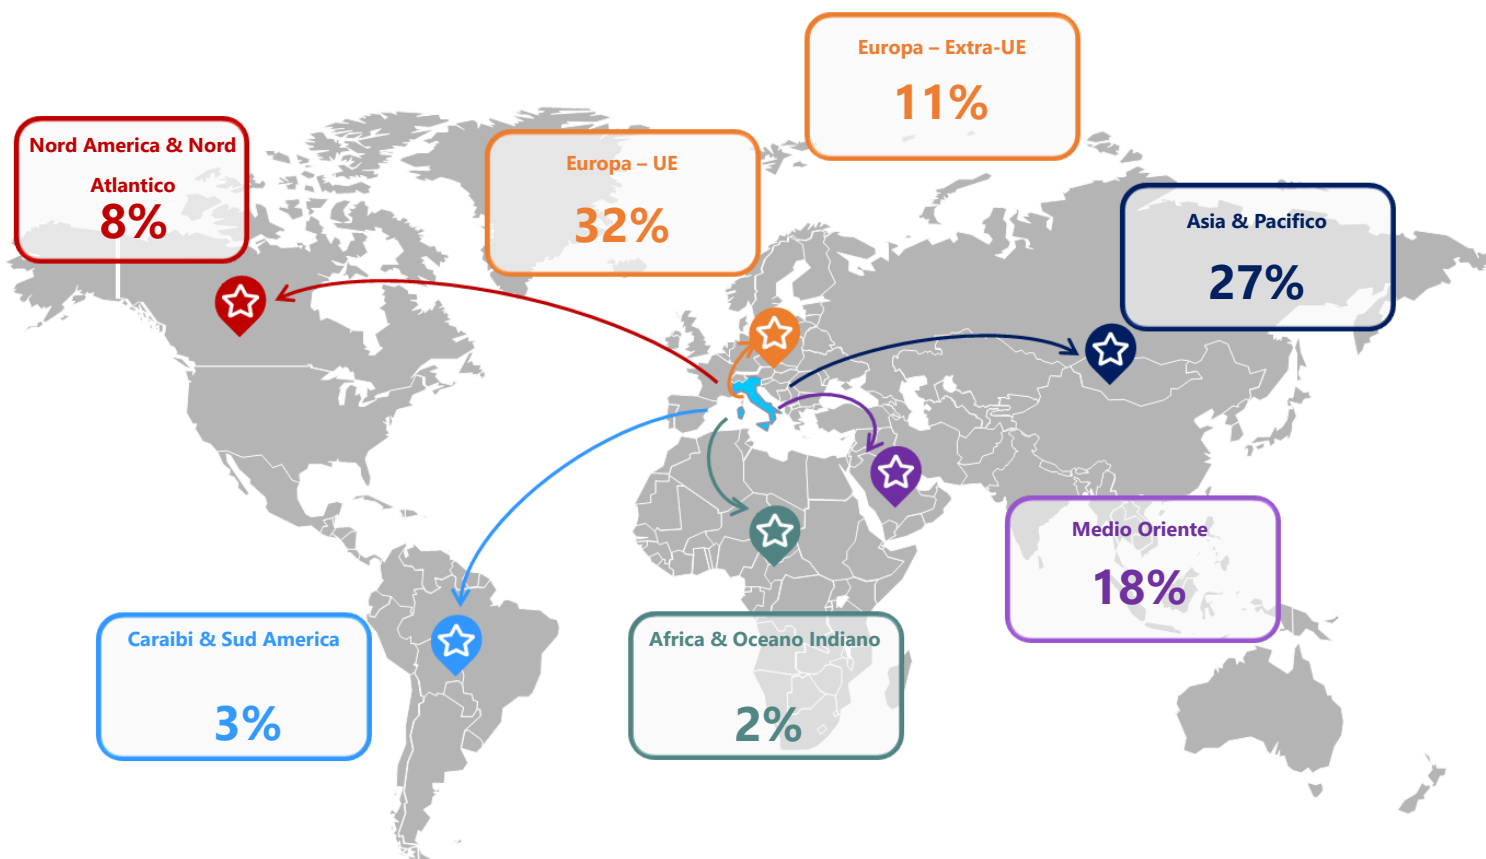 Europa – Extra-UE
11%
Nord America & Nord
Atlantico
8%
Europa – UE
32%
Asia & Pacifico
27%
Medio Oriente
18%
Caraibi & Sud America
3%
Africa & Oceano Indiano
2%